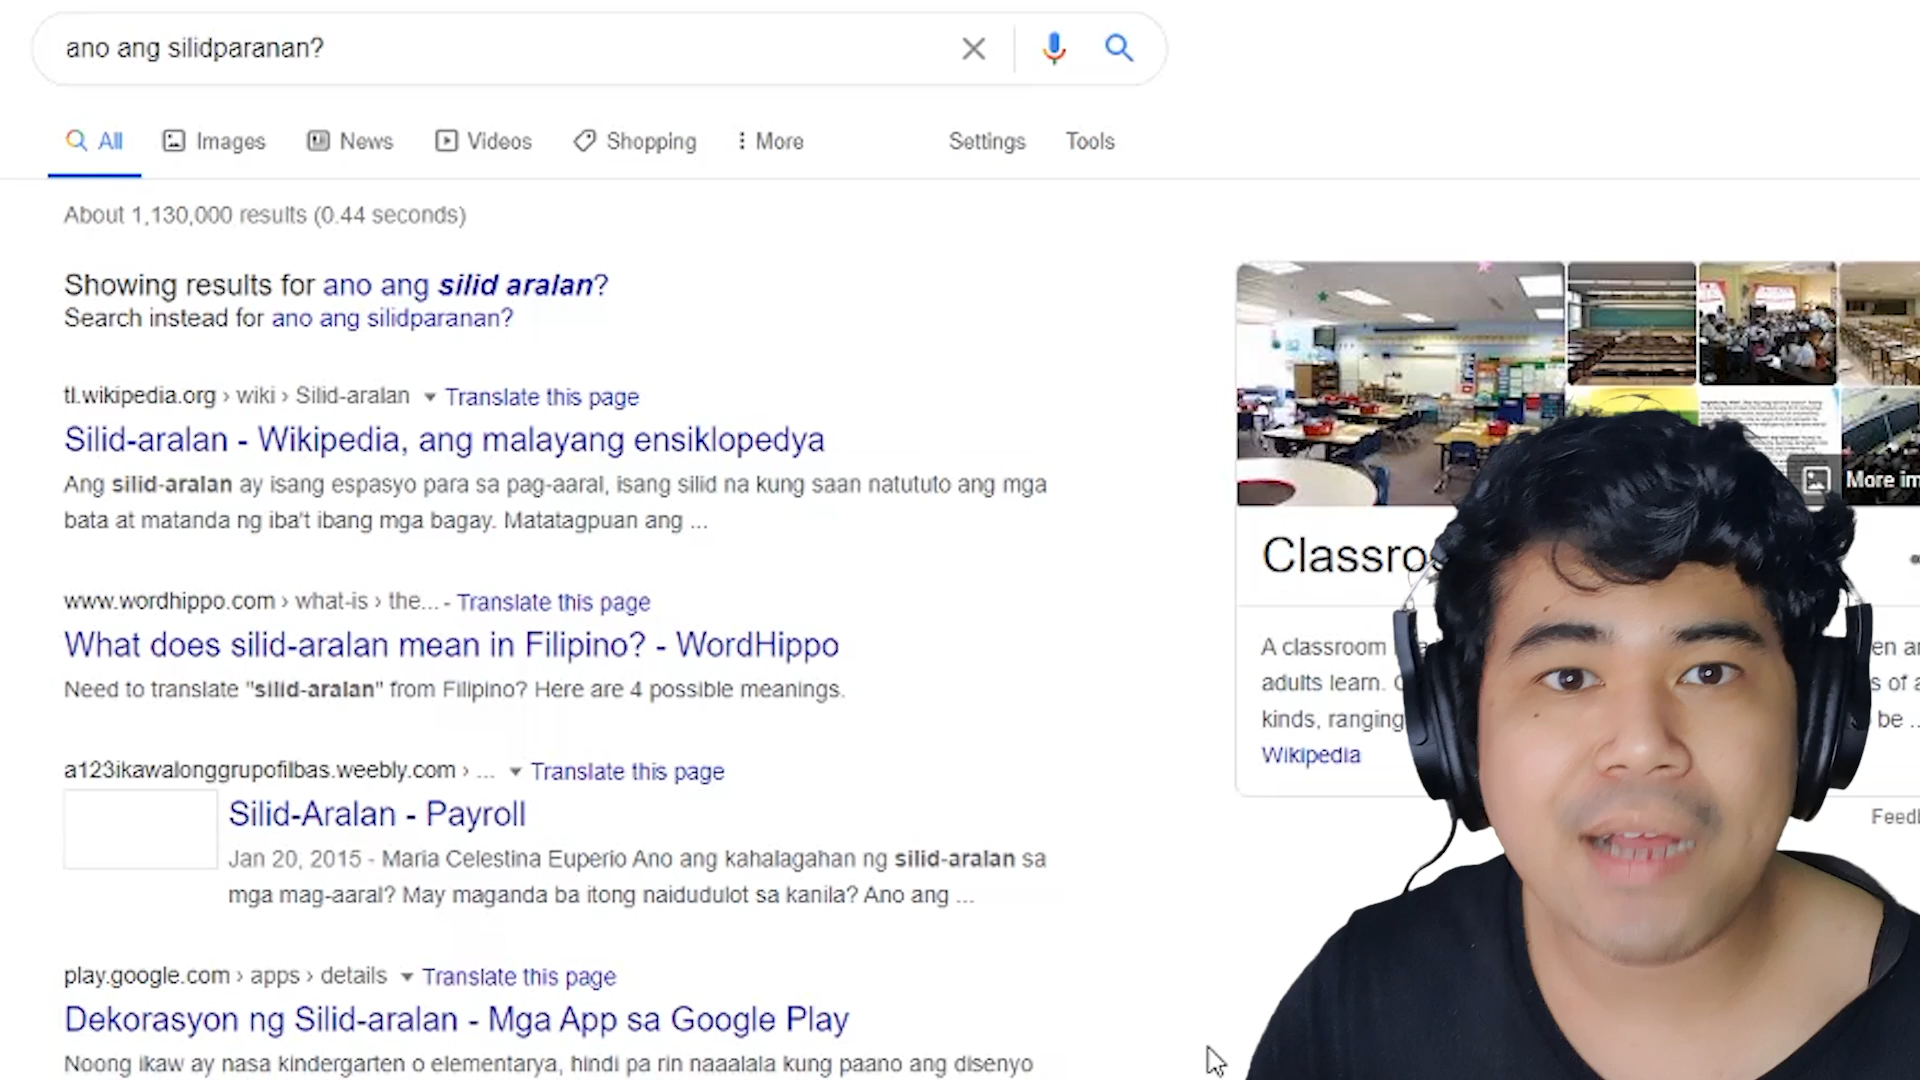 ano ang silidparanan?
All Images News Videos Shopping More Settings Tools
About 1,130,000 results (0.44 seconds)
Showing results for ano ang silid aralan?
Search instead for ano ang silidparanan?
tl.wikipedia.org › wiki › Silid-aralan Translate this page
Silid-aralan - Wikipedia, ang malayang ensiklopedya
Ang silid-aralan ay isang espasyo para sa pag-aaral, isang silid na kung saan natututo ang mga
bata at matanda ng iba't ibang mga bagay. Matatagpuan ang ...
www.wordhippo.com › what-is › the... - Translate this page
What does silid-aralan mean in Filipino? - WordHippo
Need to translate "silid-aralan" from Filipino? Here are 4 possible meanings.
a123ikawalonggrupofilbas.weebly.com › ... Translate this page
Silid-Aralan - Payroll
Jan 20, 2015 - Maria Celestina Euperio Ano ang kahalagahan ng silid-aralan sa
mga mag-aaral? May maganda ba itong naidudulot sa kanila? Ano ang ...
play.google.com › apps › details Translate this page
Dekorasyon ng Silid-aralan - Mga App sa Google Play
Noong ikaw ay nasa kindergarten o elementarya, hindi pa rin naaalala kung paano ang disenyo
More im
Classro
A classroom en ar
adults learn. s of a
kinds, ranging be ...
Wikipedia
Feedb